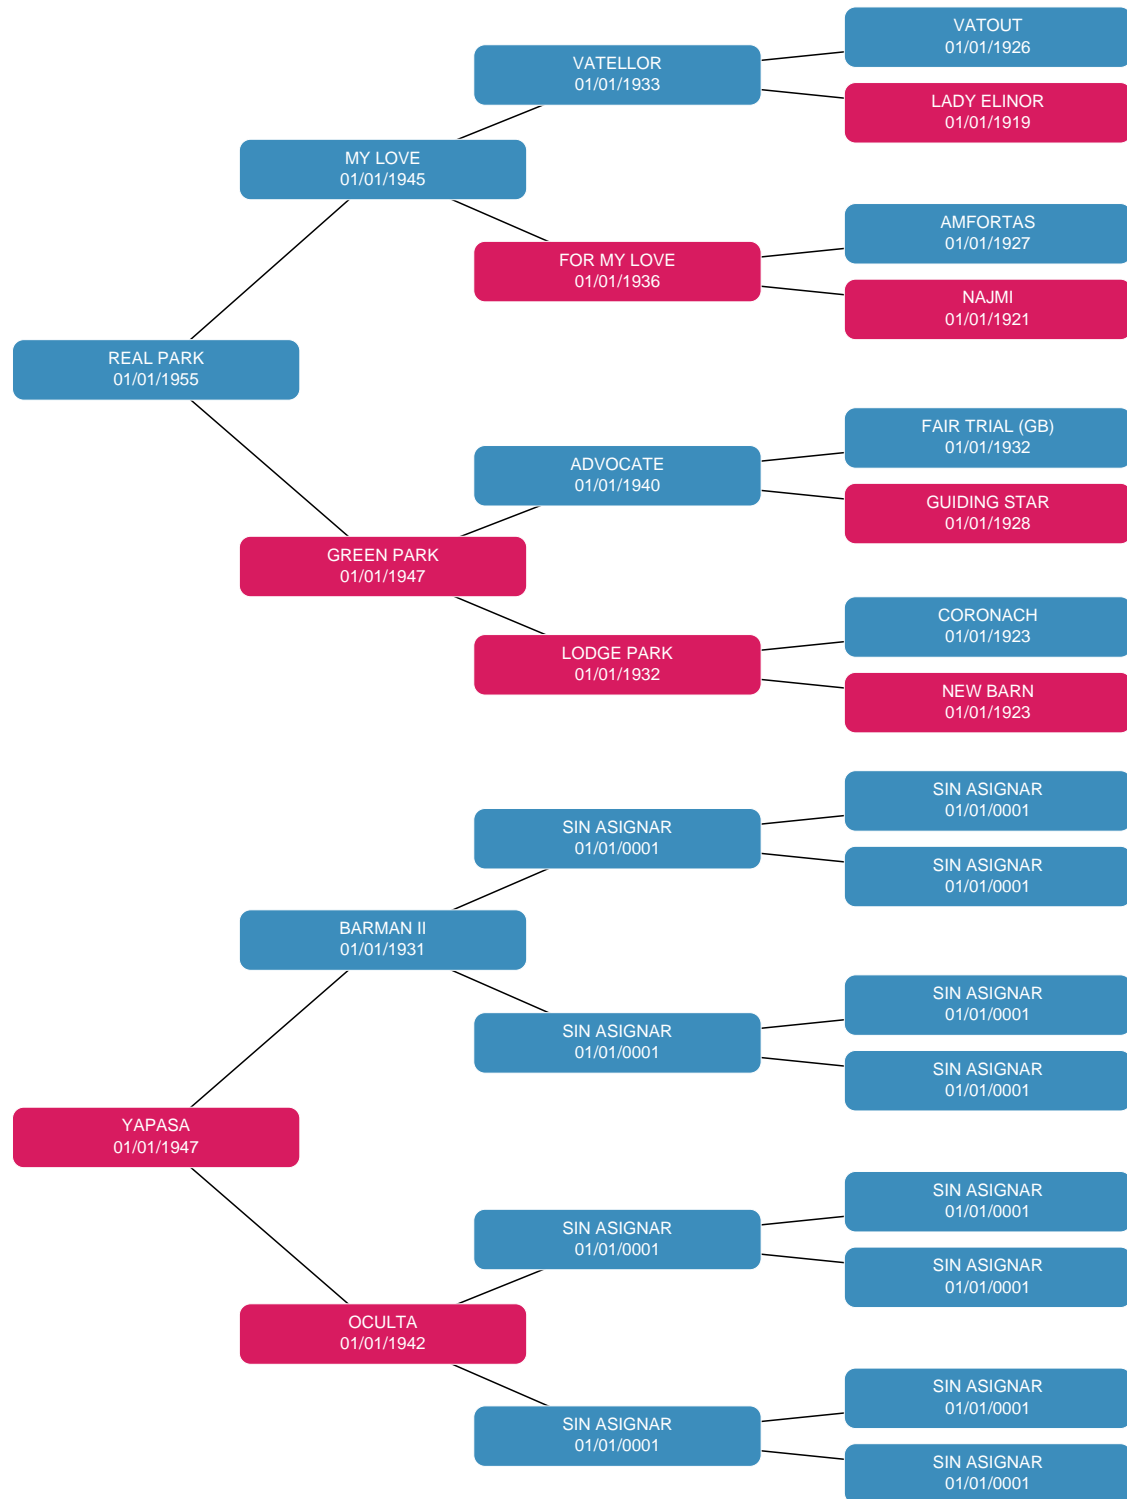 VATOUT
01/01/1926
VATELLOR
01/01/1933
LADY ELINOR
01/01/1919
MY LOVE
01/01/1945
AMFORTAS
01/01/1927
FOR MY LOVE
01/01/1936
NAJMI
01/01/1921
REAL PARK
01/01/1955
FAIR TRIAL (GB)
01/01/1932
ADVOCATE
01/01/1940
GUIDING STAR
01/01/1928
GREEN PARK
01/01/1947
CORONACH
01/01/1923
LODGE PARK
01/01/1932
NEW BARN
01/01/1923
SIN ASIGNAR
01/01/0001
SIN ASIGNAR
01/01/0001
SIN ASIGNAR
01/01/0001
BARMAN II
01/01/1931
SIN ASIGNAR
01/01/0001
SIN ASIGNAR
01/01/0001
SIN ASIGNAR
01/01/0001
YAPASA
01/01/1947
SIN ASIGNAR
01/01/0001
SIN ASIGNAR
01/01/0001
SIN ASIGNAR
01/01/0001
OCULTA
01/01/1942
SIN ASIGNAR
01/01/0001
SIN ASIGNAR
01/01/0001
SIN ASIGNAR
01/01/0001